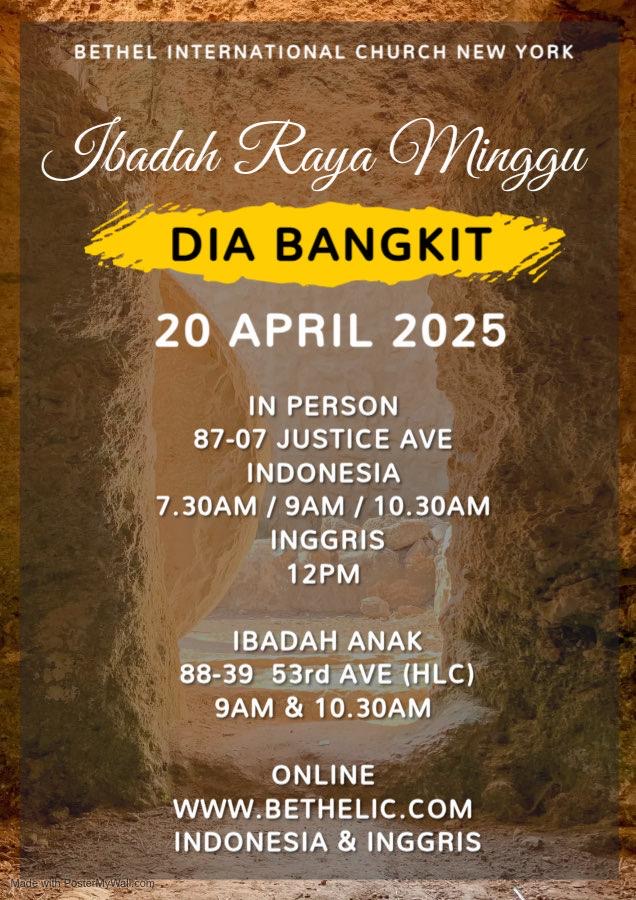 BETHEL INTERNATIONAL CHURCH NEW YORK
Ibadah Raya Minggu
DIA BANGKIT
20 APRIL 2025
IN PERSON
87-07 JUSTICE AVE
INDONESIA
7.30AM / 9AM / 10.30AM
INGGRIS
12PM
IBADAH ANAK
88-39 53rd AVE (HLC)
9AM & 10.30AM
ONLINE
WWW.BETHELIC.COM
INDONESIA & INGGRIS
Made with PosterMyWall.com